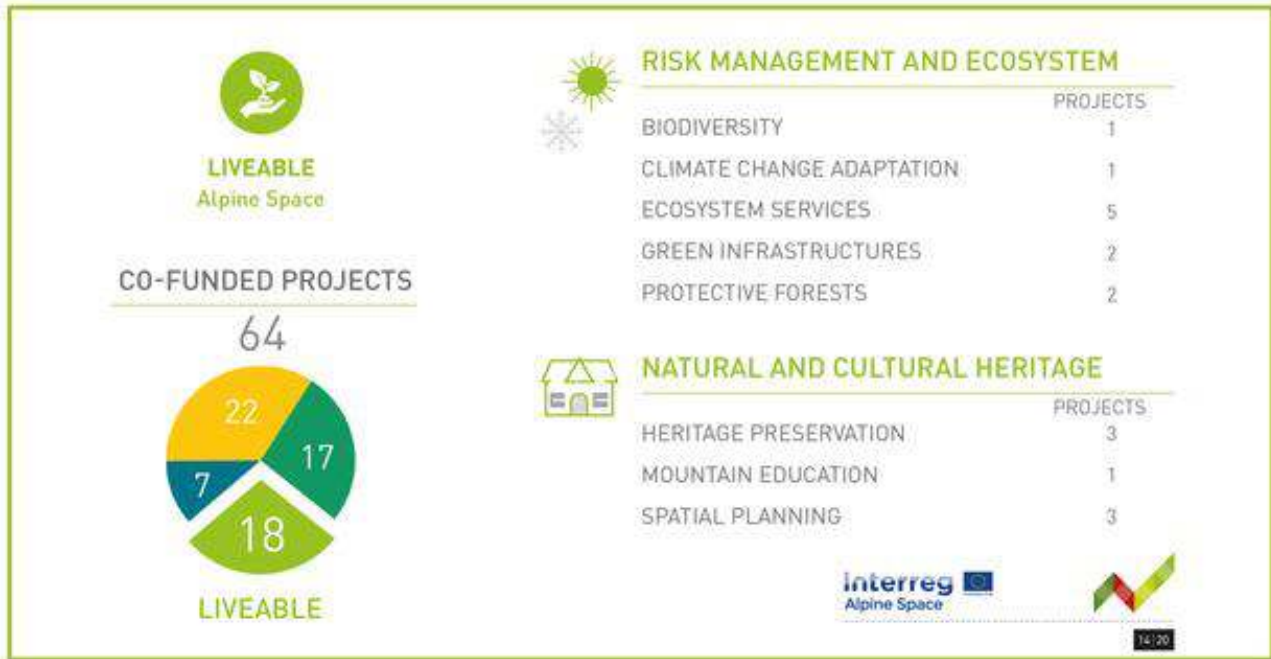 LIVEABLE
Alpine Space
CO-FUNDED PROJECTS
64
22
17
7
18
LIVEABLE
RISK MANAGEMENT AND ECOSYSTEM
PROJECTS
BIODIVERSITY 1
CLIMATE CHANGE ADAPTATION 1
ECOSYSTEM SERVICES 5
GREEN INFRASTRUCTURES 2
PROTECTIVE FORESTS 2
NATURAL AND CULTURAL HERITAGE
PROJECTS
HERITAGE PRESERVATION 3
MOUNTAIN EDUCATION 1
SPATIAL PLANNING 3
Interreg
Alpine Space
14|20